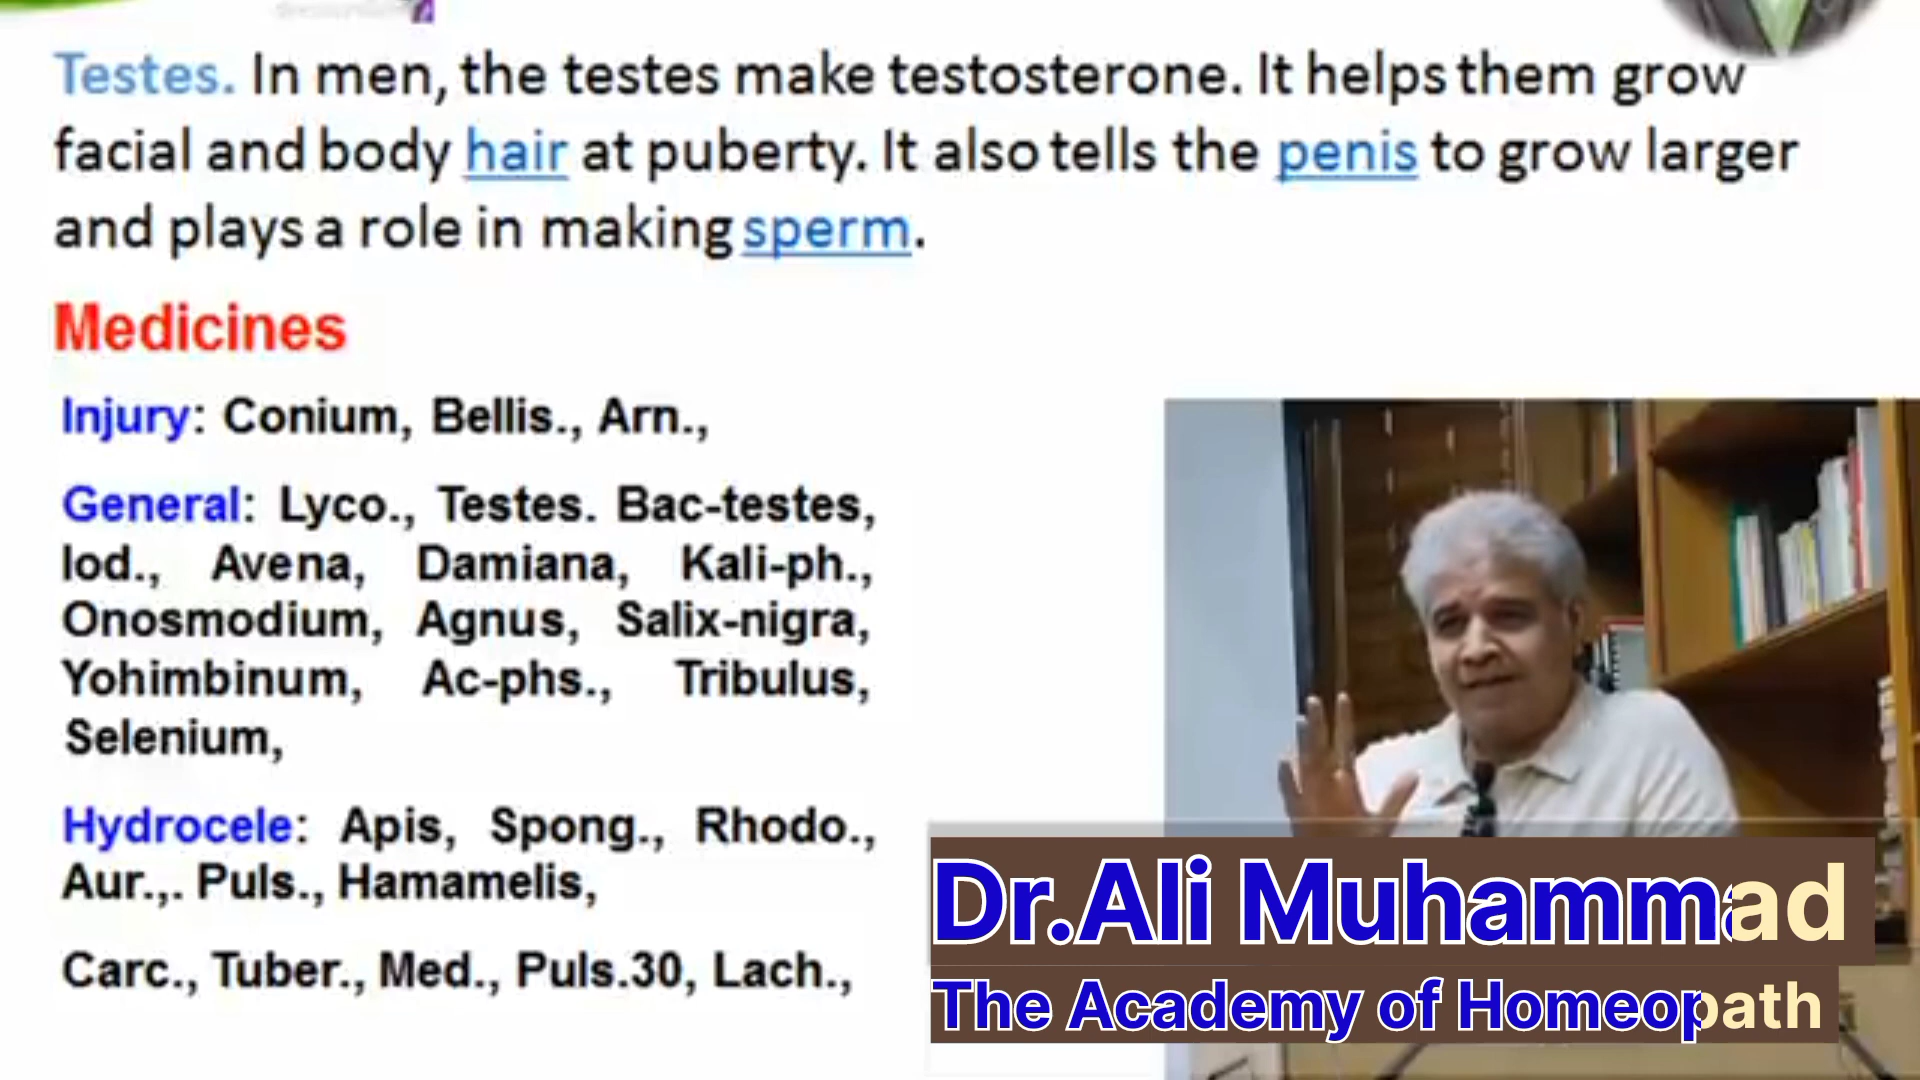 Testes. In men, the testes make testosterone. It helps them grow
facial and body hair at puberty. It also tells the penis to grow larger
and plays a role in making sperm.
Medicines
Injury: Conium, Bellis., Arn.,
General: Lyco., Testes. Bac-testes,
Iod., Avena, Damiana, Kali-ph.,
Onosmodium, Agnus, Salix-nigra,
Yohimbinum, Ac-phs., Tribulus,
Selenium,
Hydrocele: Apis, Spong., Rhodo.,
Aur.,. Puls., Hamamelis,
Carc., Tuber., Med., Puls.30, Lach.,
Dr.Ali Muhammad
The Academy of Homeopath